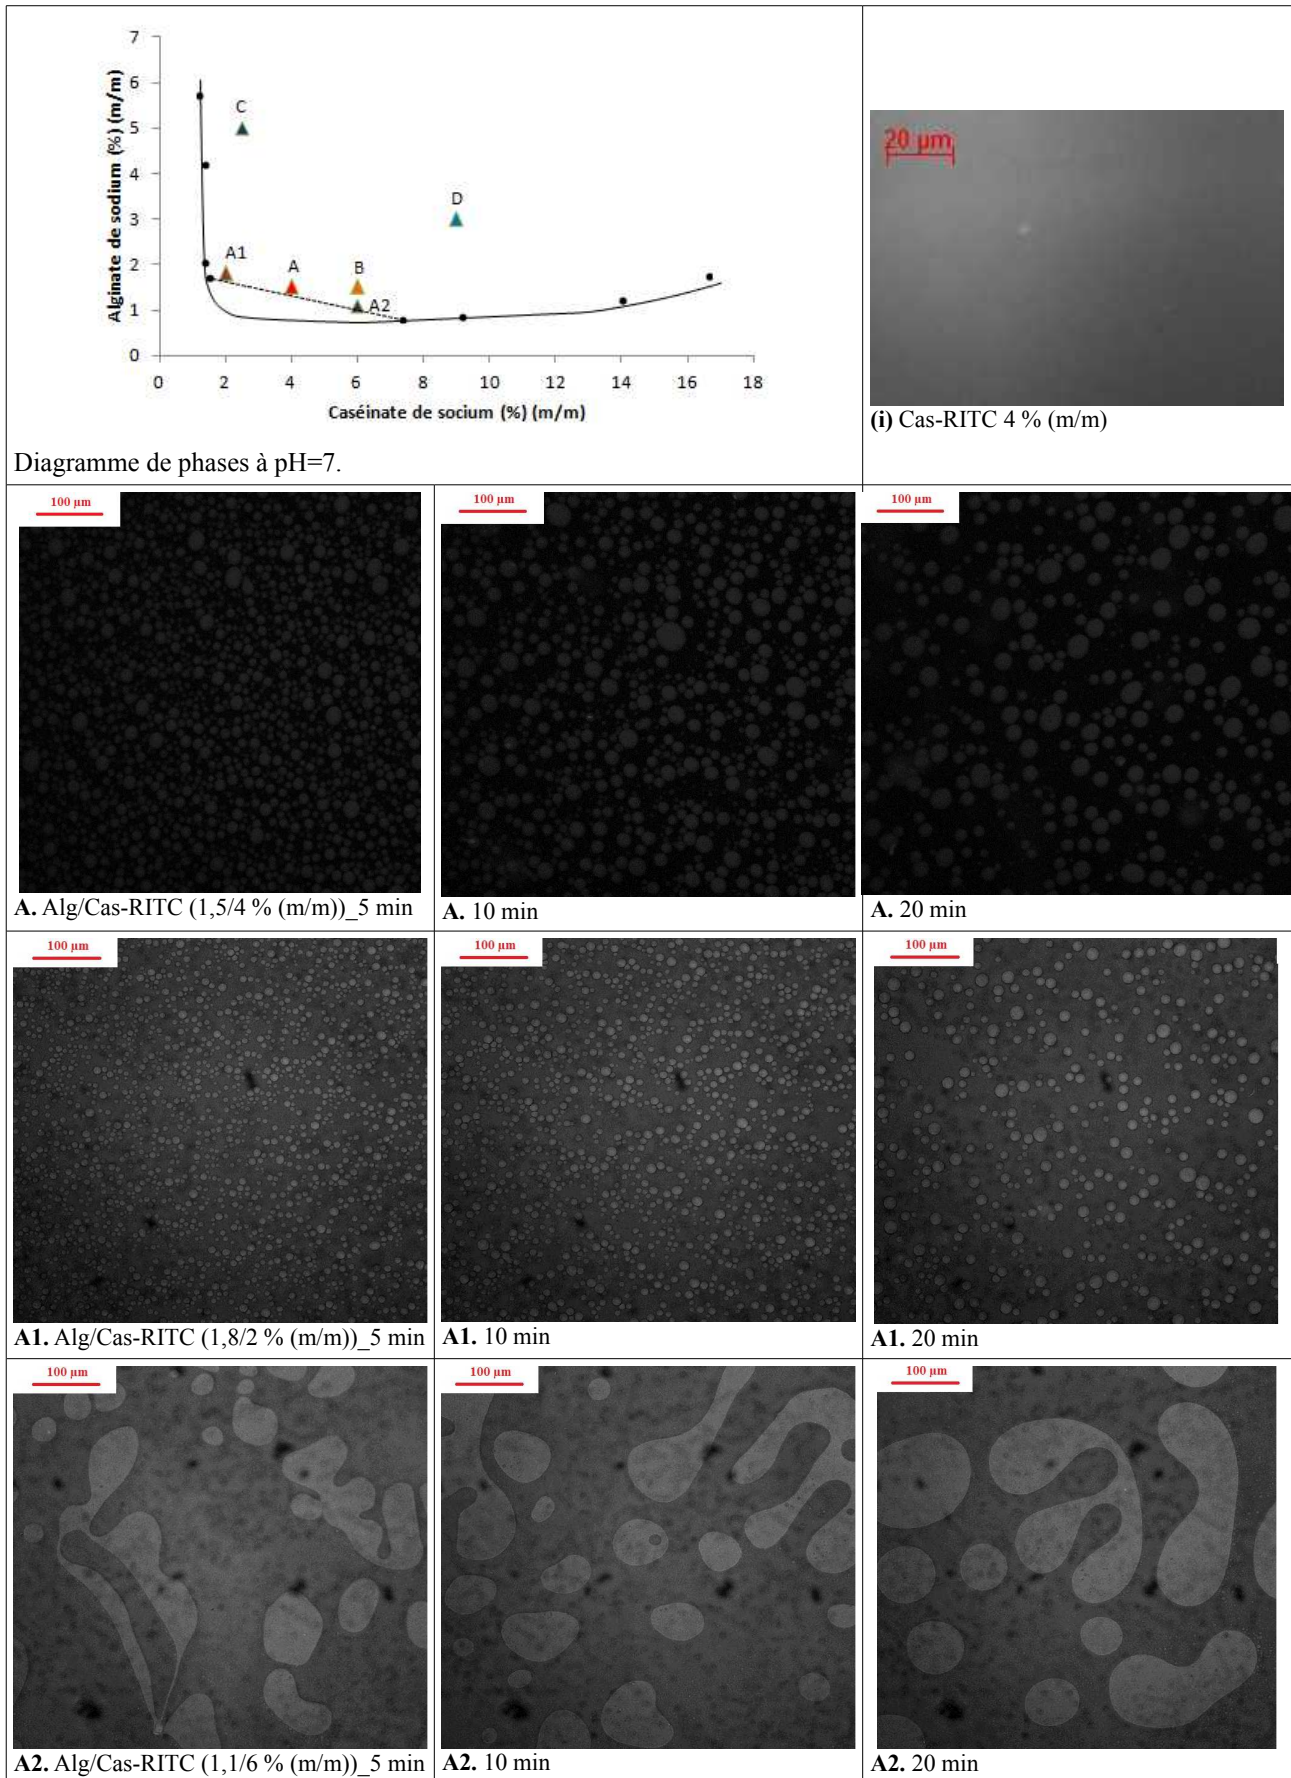 7
6
5
4
3
2
1
0
Alginate de sodium (%) (m/m)
C
D
A1
A
B
A2
0 2 4 6 8 10 12 14 16 18
Caséinate de socium (%) (m/m)
Diagramme de phases à pH=7.
20 µm
(i) Cas-RITC 4 % (m/m)
100 µm
100 µm
100 µm
A. Alg/Cas-RITC (1,5/4 % (m/m))_5 min
A. 10 min
A. 20 min
100 µm
100 µm
100 µm
A1. Alg/Cas-RITC (1,8/2 % (m/m))_5 min
A1. 10 min
A1. 20 min
100 µm
100 µm
100 µm
A2. Alg/Cas-RITC (1,1/6 % (m/m))_5 min
A2. 10 min
A2. 20 min